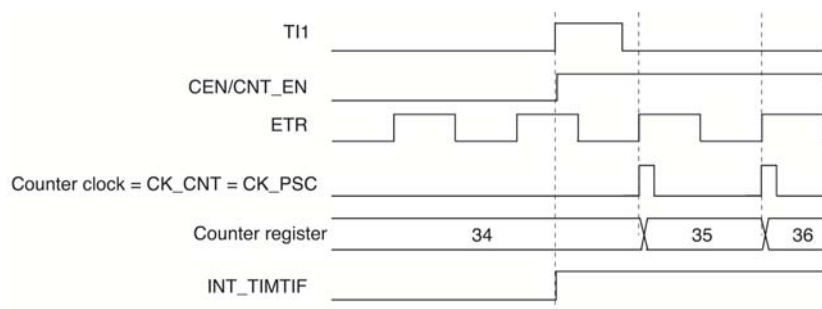 TI1
CEN/CNT_EN
ETR
Counter clock = CK_CNT = CK_PSC
Counter register
34
35
36
INT_TIMTIF